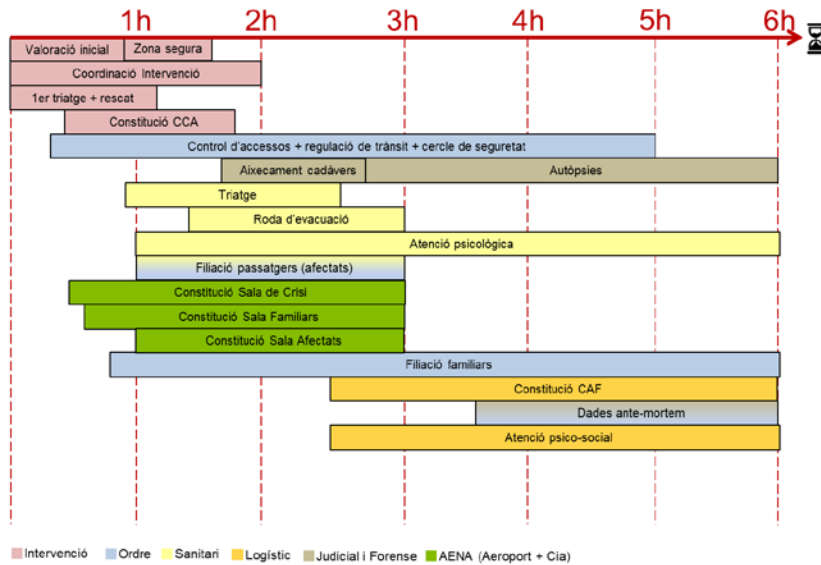 1h 2h 3h 4h 5h 6h
Valoració inicial Zona segura
Coordinació Intervenció
1er triatge + rescat
Constitució CCA
Control d'accessos + regulació de trànsit + cercle de seguretat
Aixecament cadàvers Autòpsies
Triatge
Roda d'evacuació
Atenció psicològica
Filiació passatgers (afectats)
Constitució Sala de Crisi
Constitució Sala Familiars
Constitució Sala Afectats
Filiació familiars
Constitució CAF
Dades ante-mortem
Atenció psico-social
Intervenció Ordre Sanitari Logístic Judicial i Forense AENA (Aeroport + Cia)